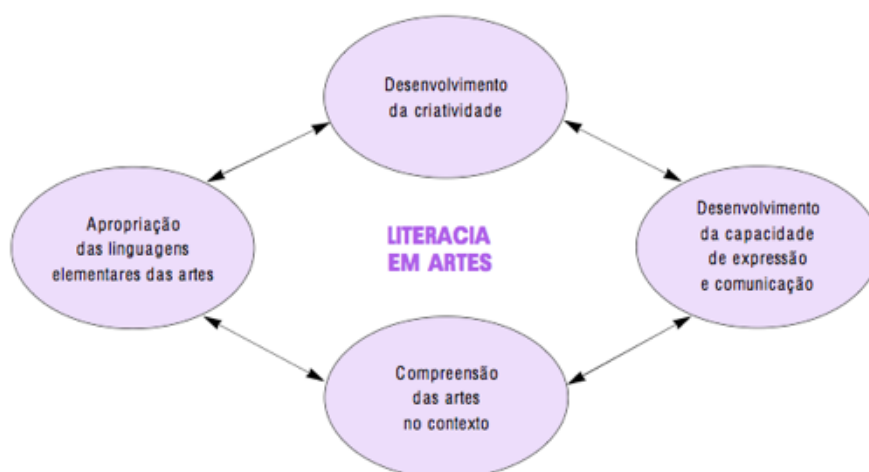 Desenvolvimento
da criatividade
Apropriação
das linguagens
elementares das artes
LITERACIA
EM ARTES
Desenvolvimento
da capacidade
de expressão
e comunicação
Compreensão
das artes
no contexto